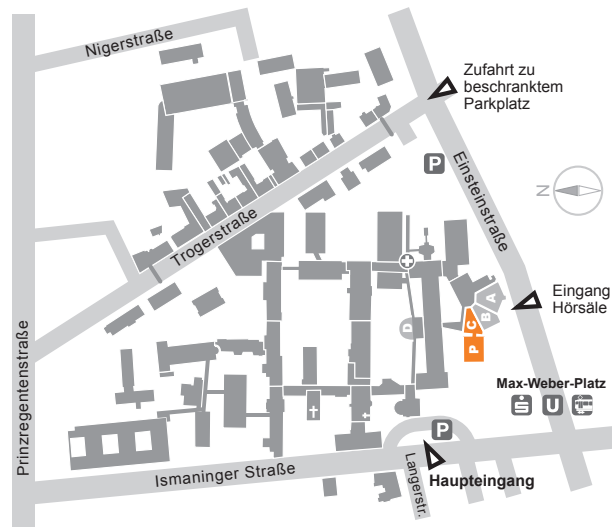 Nigerstraße
Zufahrt zu
beschranktem
Parkplatz
P
Einsteinstraße
N
Trogerstraße
Eingang
Hörsäle
A
B
C
D
P
Prinzregentenstraße
Max-Weber-Platz
S
U
P
Ismaninger Straße
Langerstr.
Haupteingang